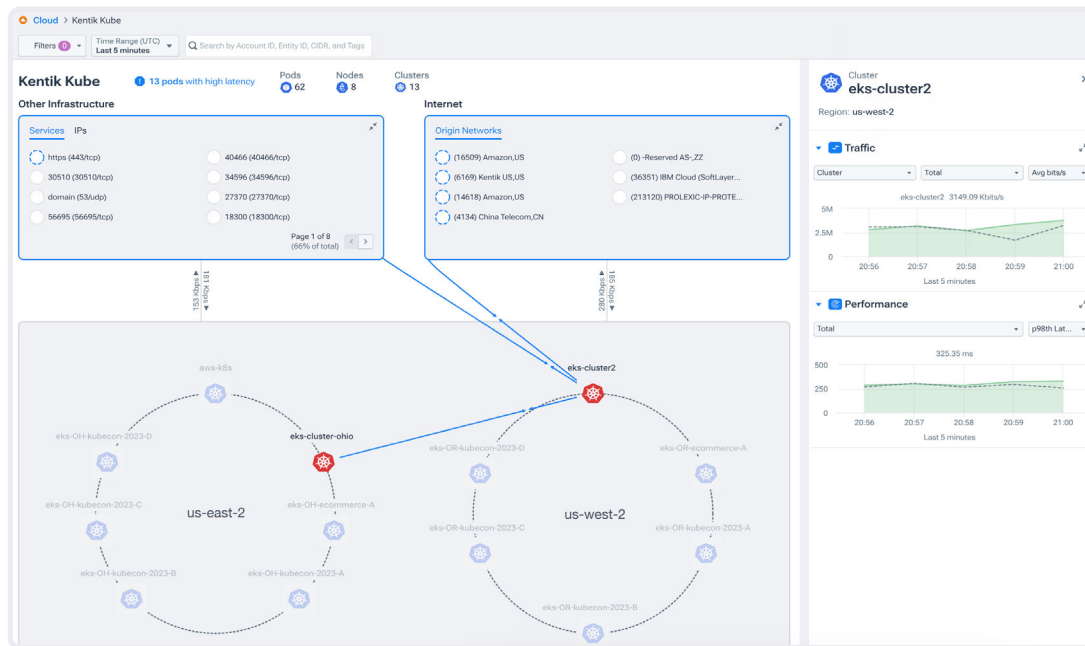 Cloud > Kentik Kube
Filters 0
Time Range (UTC)
Last 5 minutes
Search by Account ID, Entity ID, CIDR, and Tags
Kentik Kube
13 pods with high latency
Pods
62
Nodes
8
Clusters
13
Other Infrastructure
Services IPs
https (443/tcp)
30510 (30510/tcp)
domain (53/udp)
56695 (56695/tcp)
40466 (40466/tcp)
34596 (34596/tcp)
27370 (27370/tcp)
18300 (18300/tcp)
Page 1 of 8
(66% of total)
Internet
Origin Networks
(16509) Amazon,US
(6169) Kentik US,US
(14618) Amazon,US
(4134) China Telecom,CN
(0) -Reserved AS-,ZZ
(36351) IBM Cloud (SoftLayer...
(213120) PROLEXIC-IP-PROTE...
153 Kbps ▲
181 Kbps ▼
280 Kbps ▲
185 Kbps ▼
aws-k8s
eks-OH-kubecon-2023-D
eks-cluster-ohio
eks-OH-kubecon-2023-C
eks-OH-ecommerce-A
us-east-2
eks-OH-kubecon-2023-B
eks-OH-kubecon-2023-A
eks-cluster2
eks-OR-kubecon-2023-D
eks-OR-ecommerce-A
us-west-2
eks-OR-kubecon-2023-C
eks-OR-kubecon-2023-A
eks-OR-kubecon-2023-B
Cluster
eks-cluster2
Region: us-west-2
Traffic
Cluster
Total
Avg bits/s
eks-cluster2 3149.09 Kbits/s
5M
2.5M
0
20:56 20:57 20:58 20:59 21:00
Last 5 minutes
Performance
Total
p98th Lat...
325.35 ms
500
250
0
20:56 20:57 20:58 20:59 21:00
Last 5 minutes